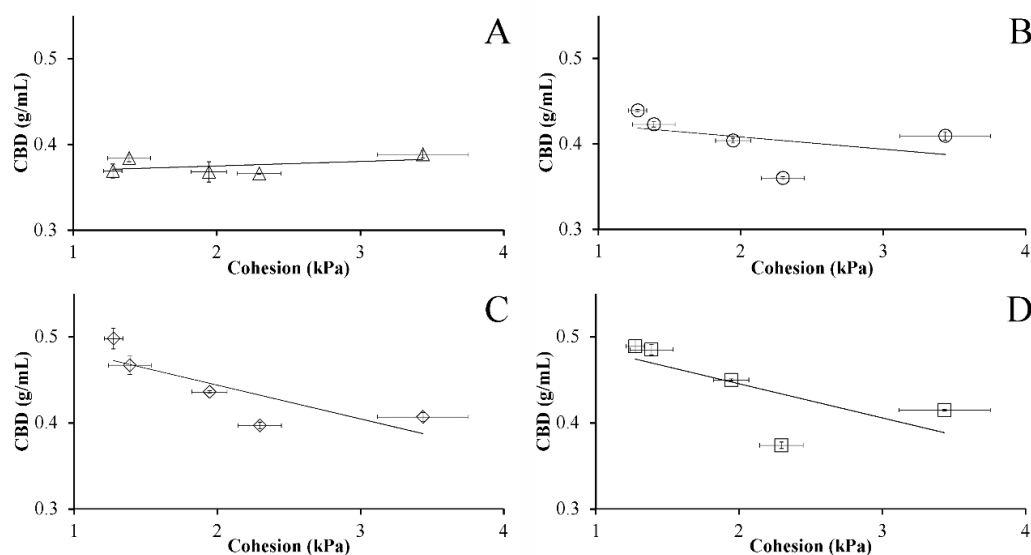 A
CBD (g/mL)
0.5
0.4
0.3
1 2 3 4
Cohesion (kPa)
B
CBD (g/mL)
0.5
0.4
0.3
1 2 3 4
Cohesion (kPa)
C
CBD (g/mL)
0.5
0.4
0.3
1 2 3 4
Cohesion (kPa)
D
CBD (g/mL)
0.5
0.4
0.3
1 2 3 4
Cohesion (kPa)